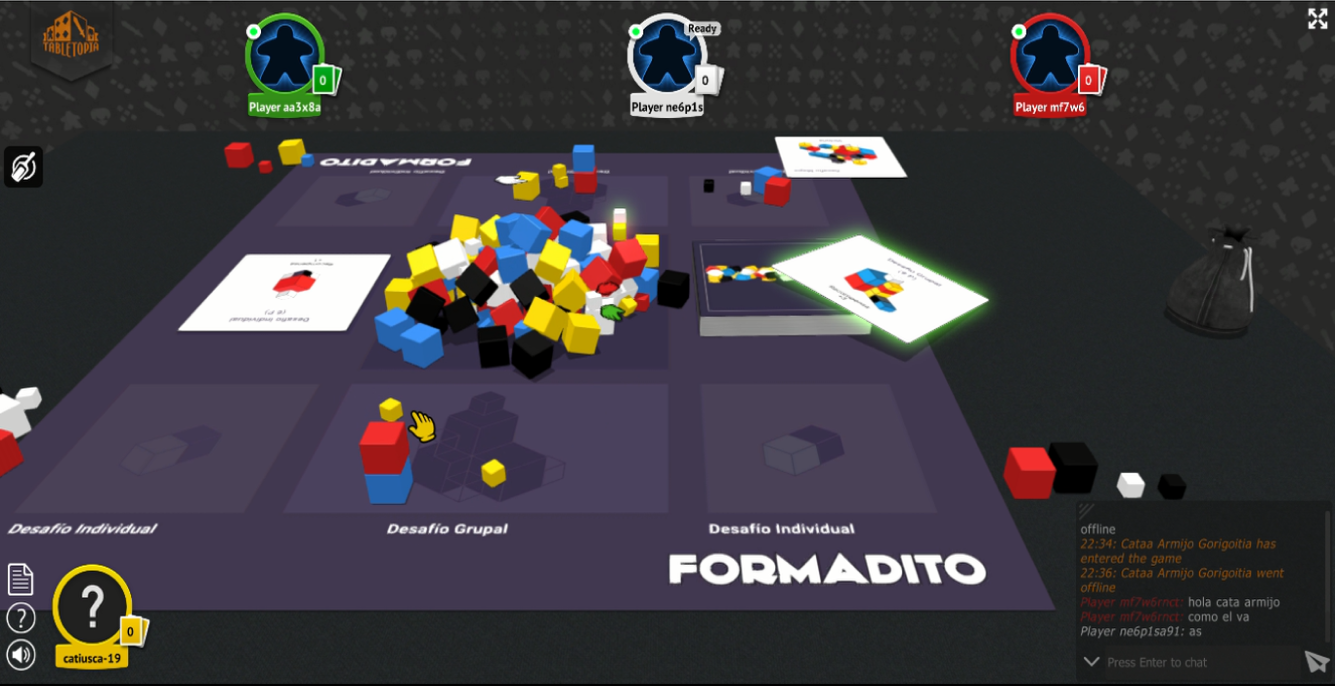 TABLETOPIA
Ready
0
0
0
Player aa3x8a
Player ne6p1s
Player mf7w6
FORMADITO
Desafío Individual
Desafío Individual
Desafío Grupal
Desafío Individual
FORMADITO
?
0
catiusca-19
?
offline
22:34: Cataa Armijo Gorigoitia has
entered the game
22:36: Cataa Armijo Gorigoitia went
offline
Player mf7w6rnct: hola cata armijo
Player mf7w6rnct: como el va
Player ne6p1sa91: as
Press Enter to chat